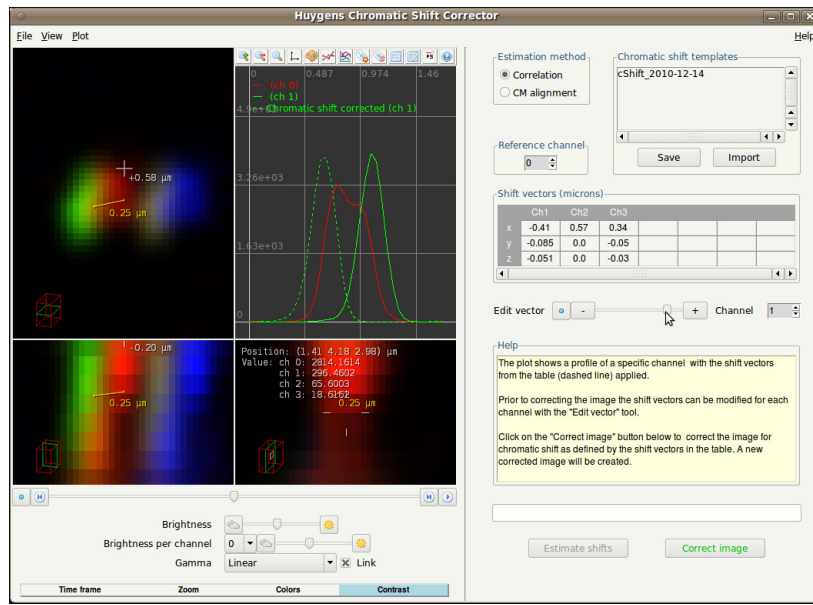 Huygens Chromatic Shift Corrector
File View Plot
Help
+0.58 µm
0.25 µm
0 0.487 0.974 1.46
(ch 0)
(ch 1)
Chromatic shift corrected (ch 1)
4.9e+03
3.26e+03
1.63e+03
0
-0.20 µm
0.25 µm
Position: (1.41 4.18 2.98) µm
Value: ch 0: 2814.1614
ch 1: 296.4602
ch 2: 65.6003
ch 3: 18.6162
0.25 µm
Brightness
Brightness per channel 0
Gamma Linear Link
Time frame Zoom Colors Contrast
Estimation method
Correlation
CM alignment
Chromatic shift templates
cShift_2010-12-14
Reference channel
0
Save Import
Shift vectors (microns)
Ch1 Ch2 Ch3
x -0.41 0.57 0.34
y -0.085 0.0 -0.05
z -0.051 0.0 -0.03
Edit vector - + Channel 1
Help
The plot shows a profile of a specific channel with the shift vectors
from the table (dashed line) applied.
Prior to correcting the image the shift vectors can be modified for each
channel with the "Edit vector" tool.
Click on the "Correct image" button below to correct the image for
chromatic shift as defined by the shift vectors in the table. A new
corrected image will be created.
Estimate shifts Correct image